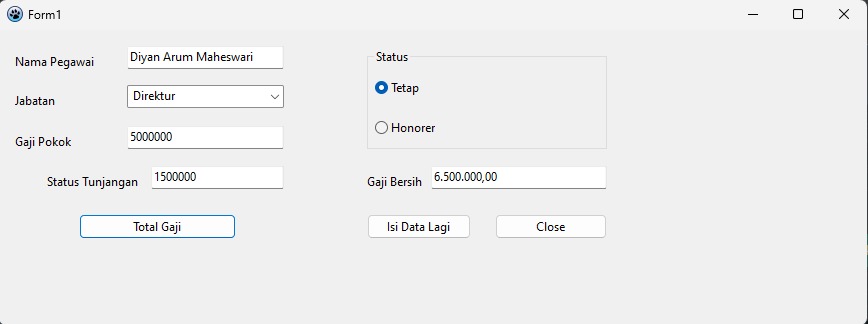 Form1
Nama Pegawai Diyan Arum Maheswari
Jabatan Direktur
Gaji Pokok 5000000
Status Tunjangan 1500000
Total Gaji
Status
Tetap
Honorer
Gaji Bersih 6.500.000,00
Isi Data Lagi Close